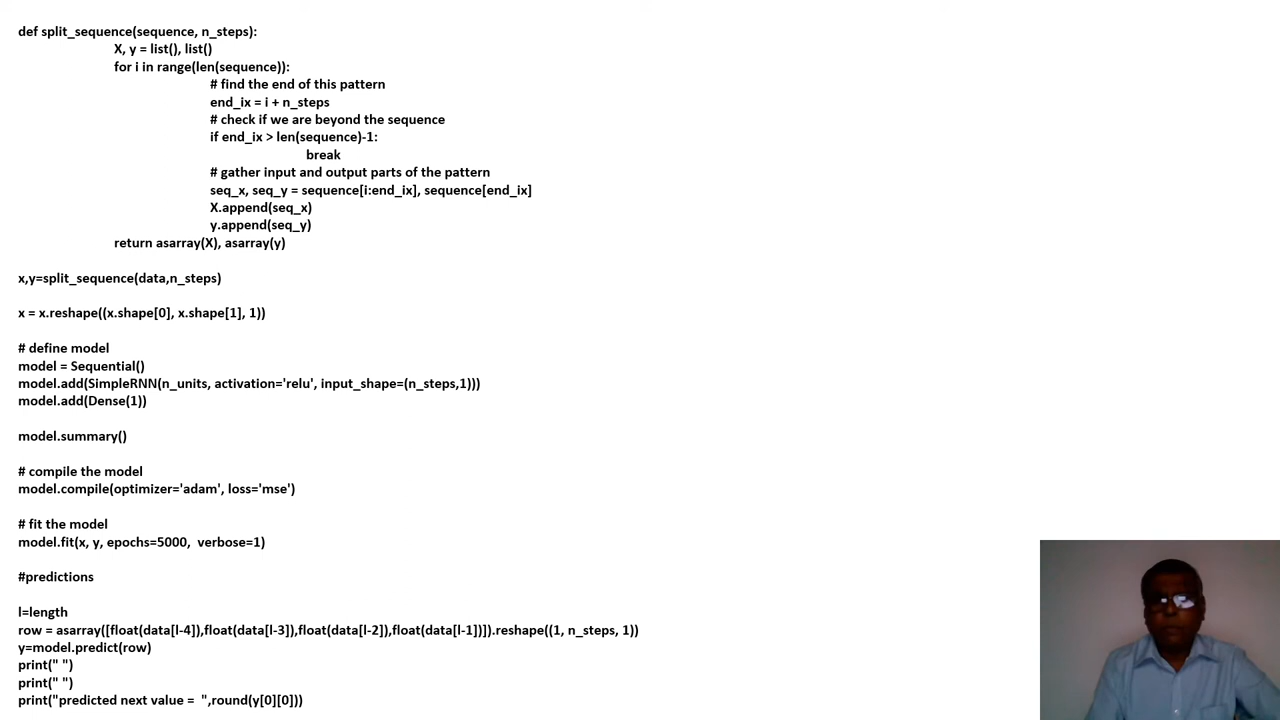 def split_sequence(sequence, n_steps):
X, y = list(), list()
for i in range(len(sequence)):
# find the end of this pattern
end_ix = i + n_steps
# check if we are beyond the sequence
if end_ix > len(sequence)-1:
break
# gather input and output parts of the pattern
seq_x, seq_y = sequence[i:end_ix], sequence[end_ix]
X.append(seq_x)
y.append(seq_y)
return asarray(X), asarray(y)
x,y=split_sequence(data,n_steps)
x = x.reshape((x.shape[0], x.shape[1], 1))
# define model
model = Sequential()
model.add(SimpleRNN(n_units, activation='relu', input_shape=(n_steps,1)))
model.add(Dense(1))
model.summary()
# compile the model
model.compile(optimizer='adam', loss='mse')
# fit the model
model.fit(x, y, epochs=5000,  verbose=1)
#predictions
l=length
row = asarray([float(data[l-4]),float(data[l-3]),float(data[l-2]),float(data[l-1])]).reshape((1, n_steps, 1))
y=model.predict(row)
print(" ")
print(" ")
print("predicted next value =  ",round(y[0][0]))